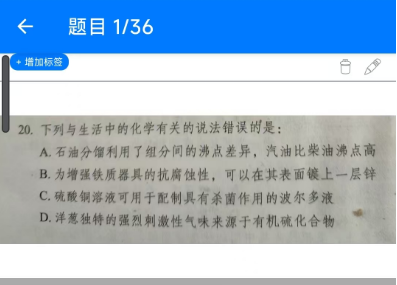 题目 1/36
+ 增加标签
20. 下列与生活中的化学有关的说法错误的是：
A. 石油分馏利用了组分间的沸点差异，汽油比柴油沸点高
B. 为增强铁质器具的抗腐蚀性，可以在其表面镀上一层锌
C. 硫酸铜溶液可用于配制具有杀菌作用的波尔多液
D. 洋葱独特的强烈刺激性气味来源于有机硫化合物